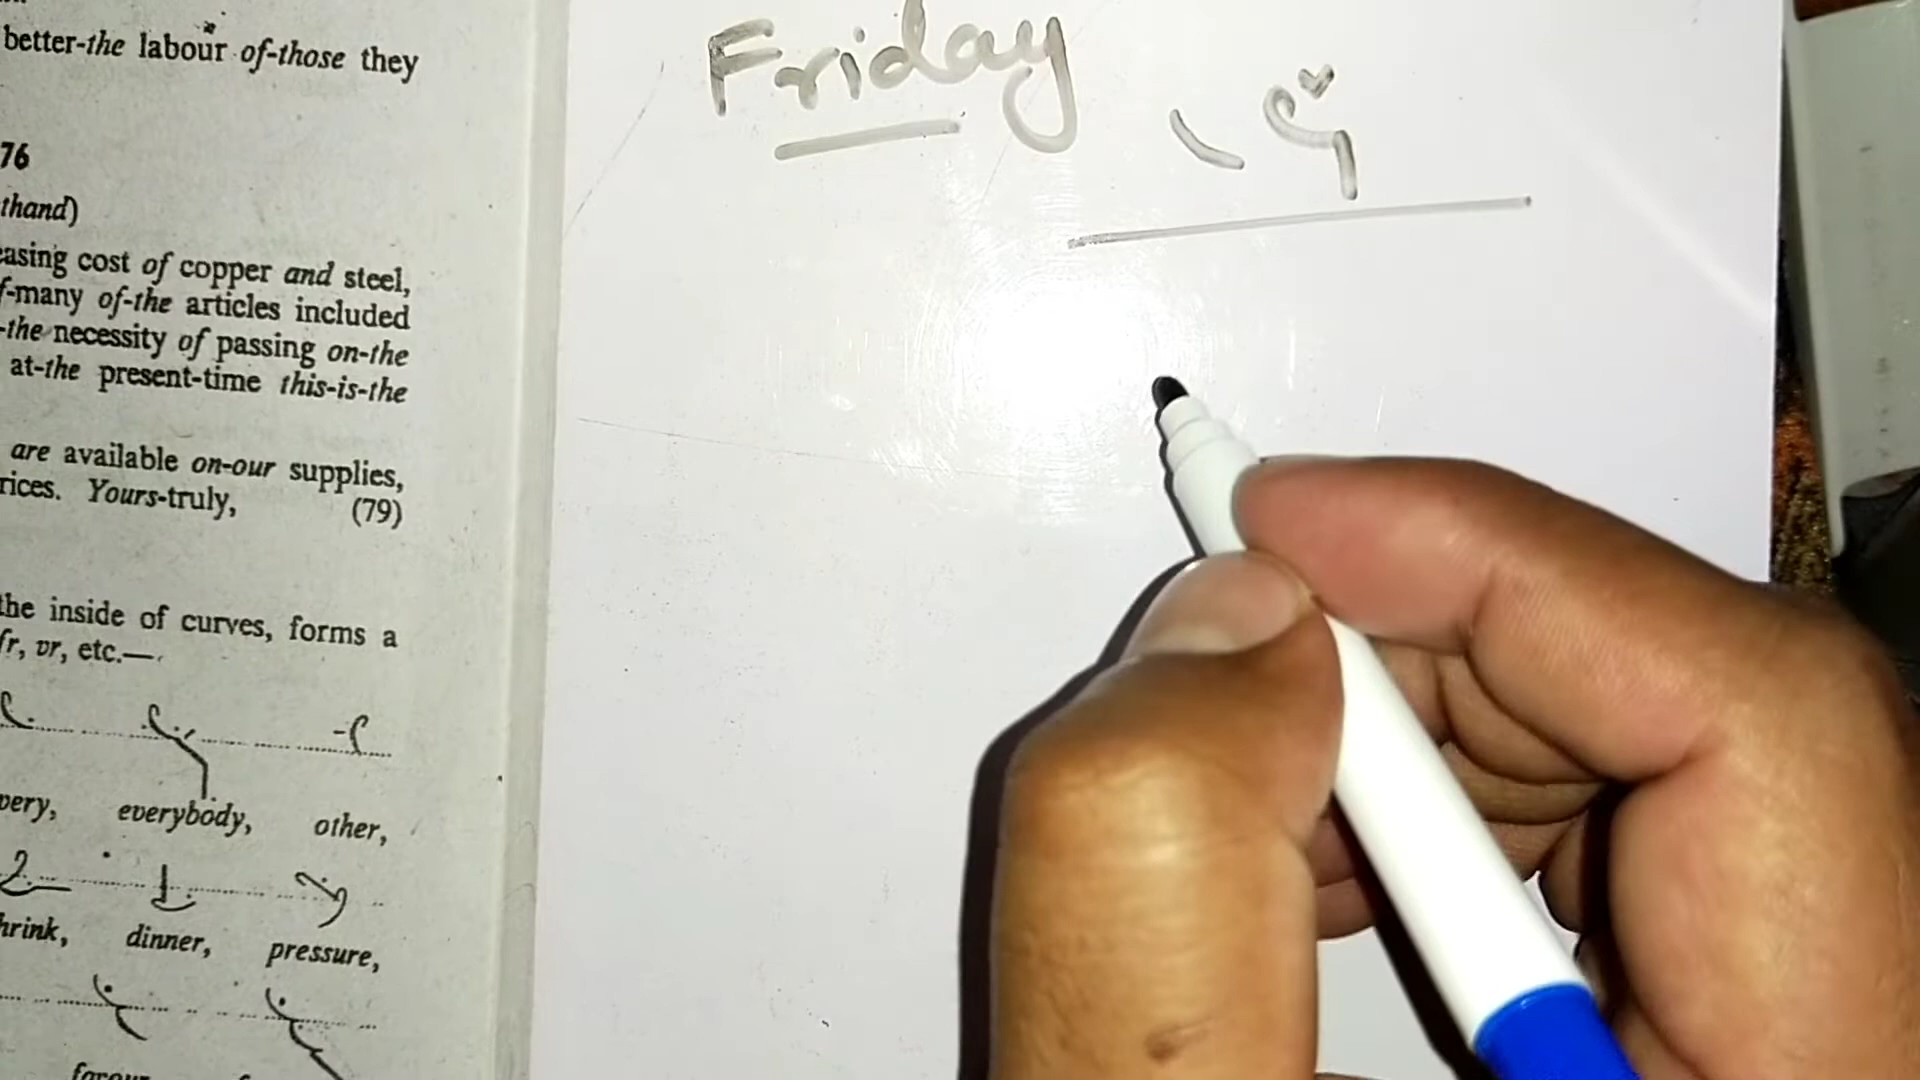 better-the labour of-those they
76
thand)
easing cost of copper and steel,
f-many of-the articles included
-the necessity of passing on-the
at-the present-time this-is-the
are available on-our supplies,
rices. Yours-truly, (79)
the inside of curves, forms a
fr, vr, etc.—
very, everybody, other,
hrink, dinner, pressure,
Friday